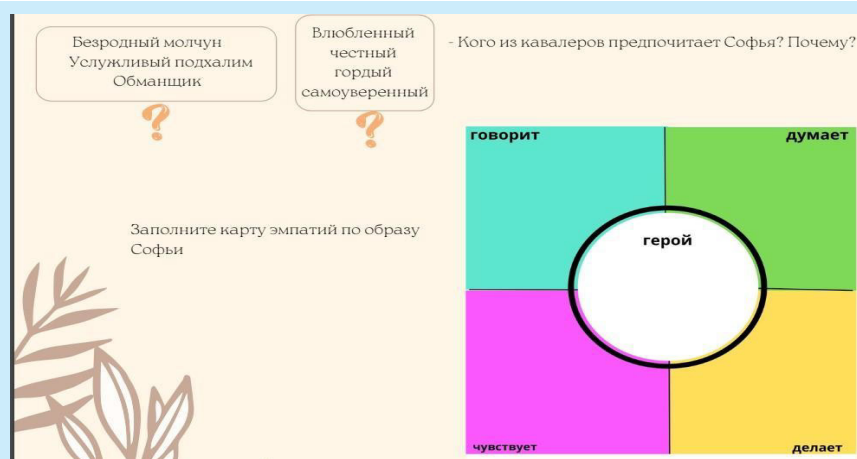 Безродный молчун
Услужливый подхалим
Обманщик
?
Влюбленный
честный
гордый
самоуверенный
?
- Кого из кавалеров предпочитает Софья? Почему?
Заполните карту эмпатий по образу
Софьи
говорит
думает
герой
чувствует
делает